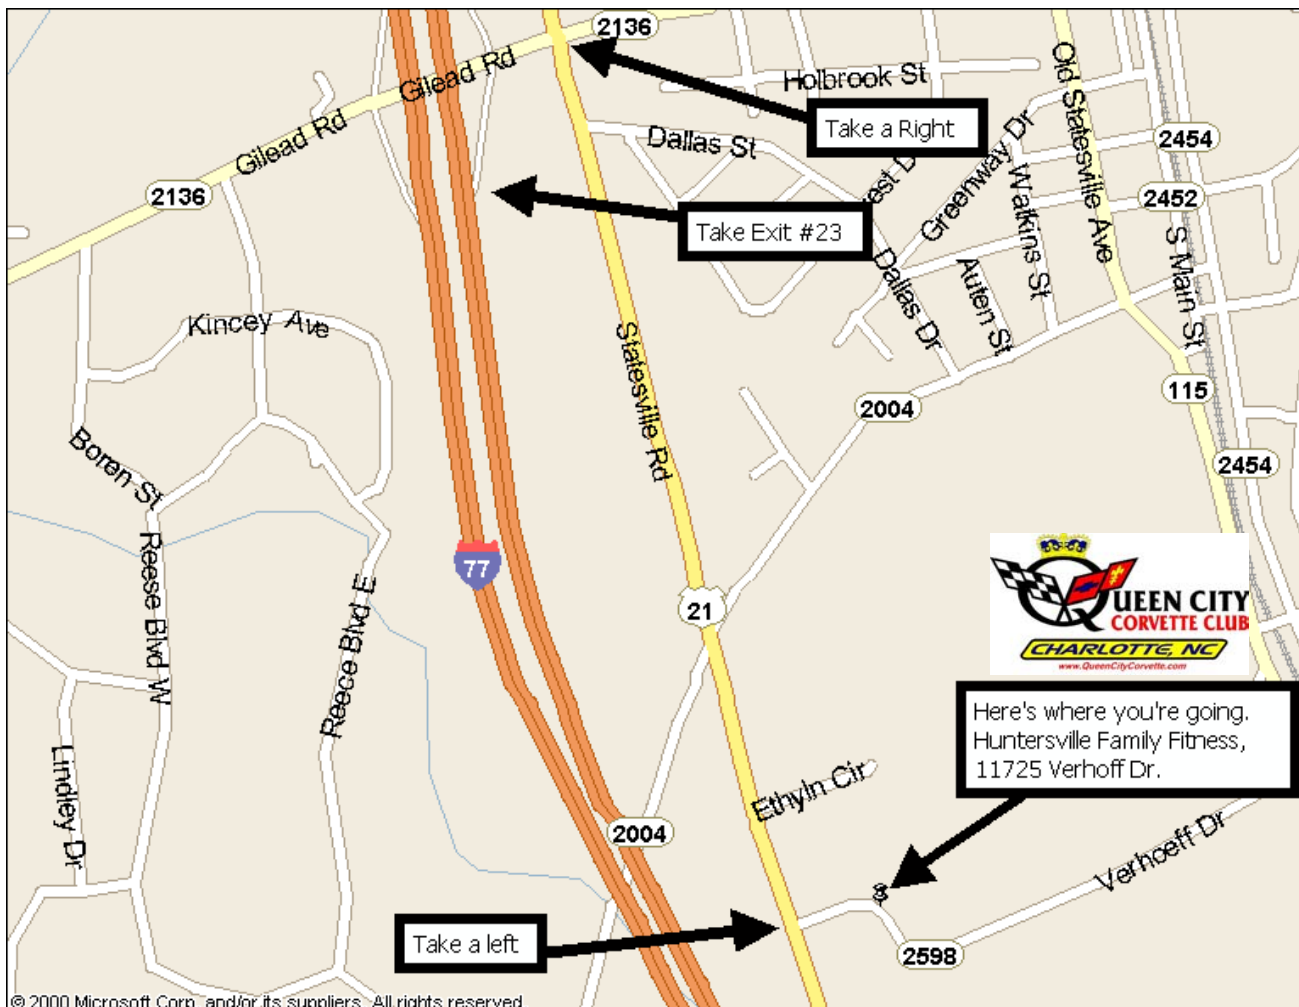 2136
Gilead Rd
Holbrook St
Old Statesville Ave
Take a Right
Gilead Rd
Dallas St
Greenway Dr
2454
2136
Take Exit #23
Watkins St
2452
S Main St
Dallas Dr
Auten St
Kincey Ave
Statesville Rd
115
2004
Boren St
2454
Reese Blvd W
77
Reece Blvd E
21
QUEEN CITY
CORVETTE CLUB
CHARLOTTE, NC
www.QueenCityCorvette.com
Here's where you're going.
Huntersville Family Fitness,
11725 Verhoff Dr.
Lindley Dr
Ethyln Cir
2004
Verhoeff Dr
Take a left
2598
© 2000 Microsoft Corp. and/or its suppliers. All rights reserved.